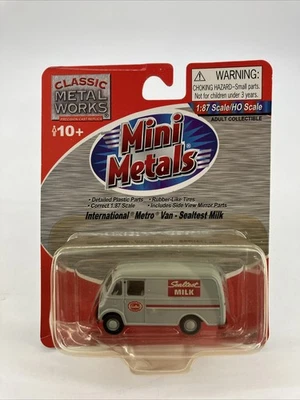 CLASSIC
METAL
WORKS
AGE 10+
WARNING:
CHOKING HAZARD-Small parts.
Not for children under 3 years.
1:87 Scale/HO Scale
ADULT COLLECTIBLE
Mini
Metals®
• Detailed Plastic Parts • Rubber-Like Tires
• Correct 1:87 Scale • Includes Side View Mirror Parts
International® Metro® Van - Sealtest Milk
Sealtest
MILK